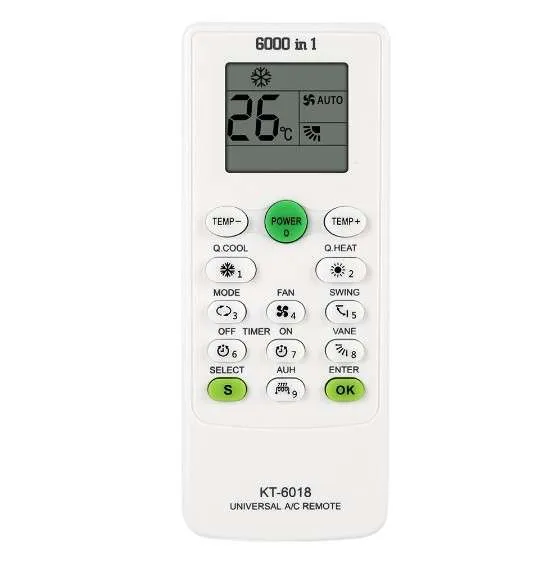 6000 in 1
AUTO
26°C
TEMP− POWER 0 TEMP+
Q.COOL Q.HEAT
1 2
MODE FAN SWING
3 4 5
OFF TIMER ON VANE
6 7 8
SELECT AUH ENTER
S 9 OK
KT-6018
UNIVERSAL A/C REMOTE